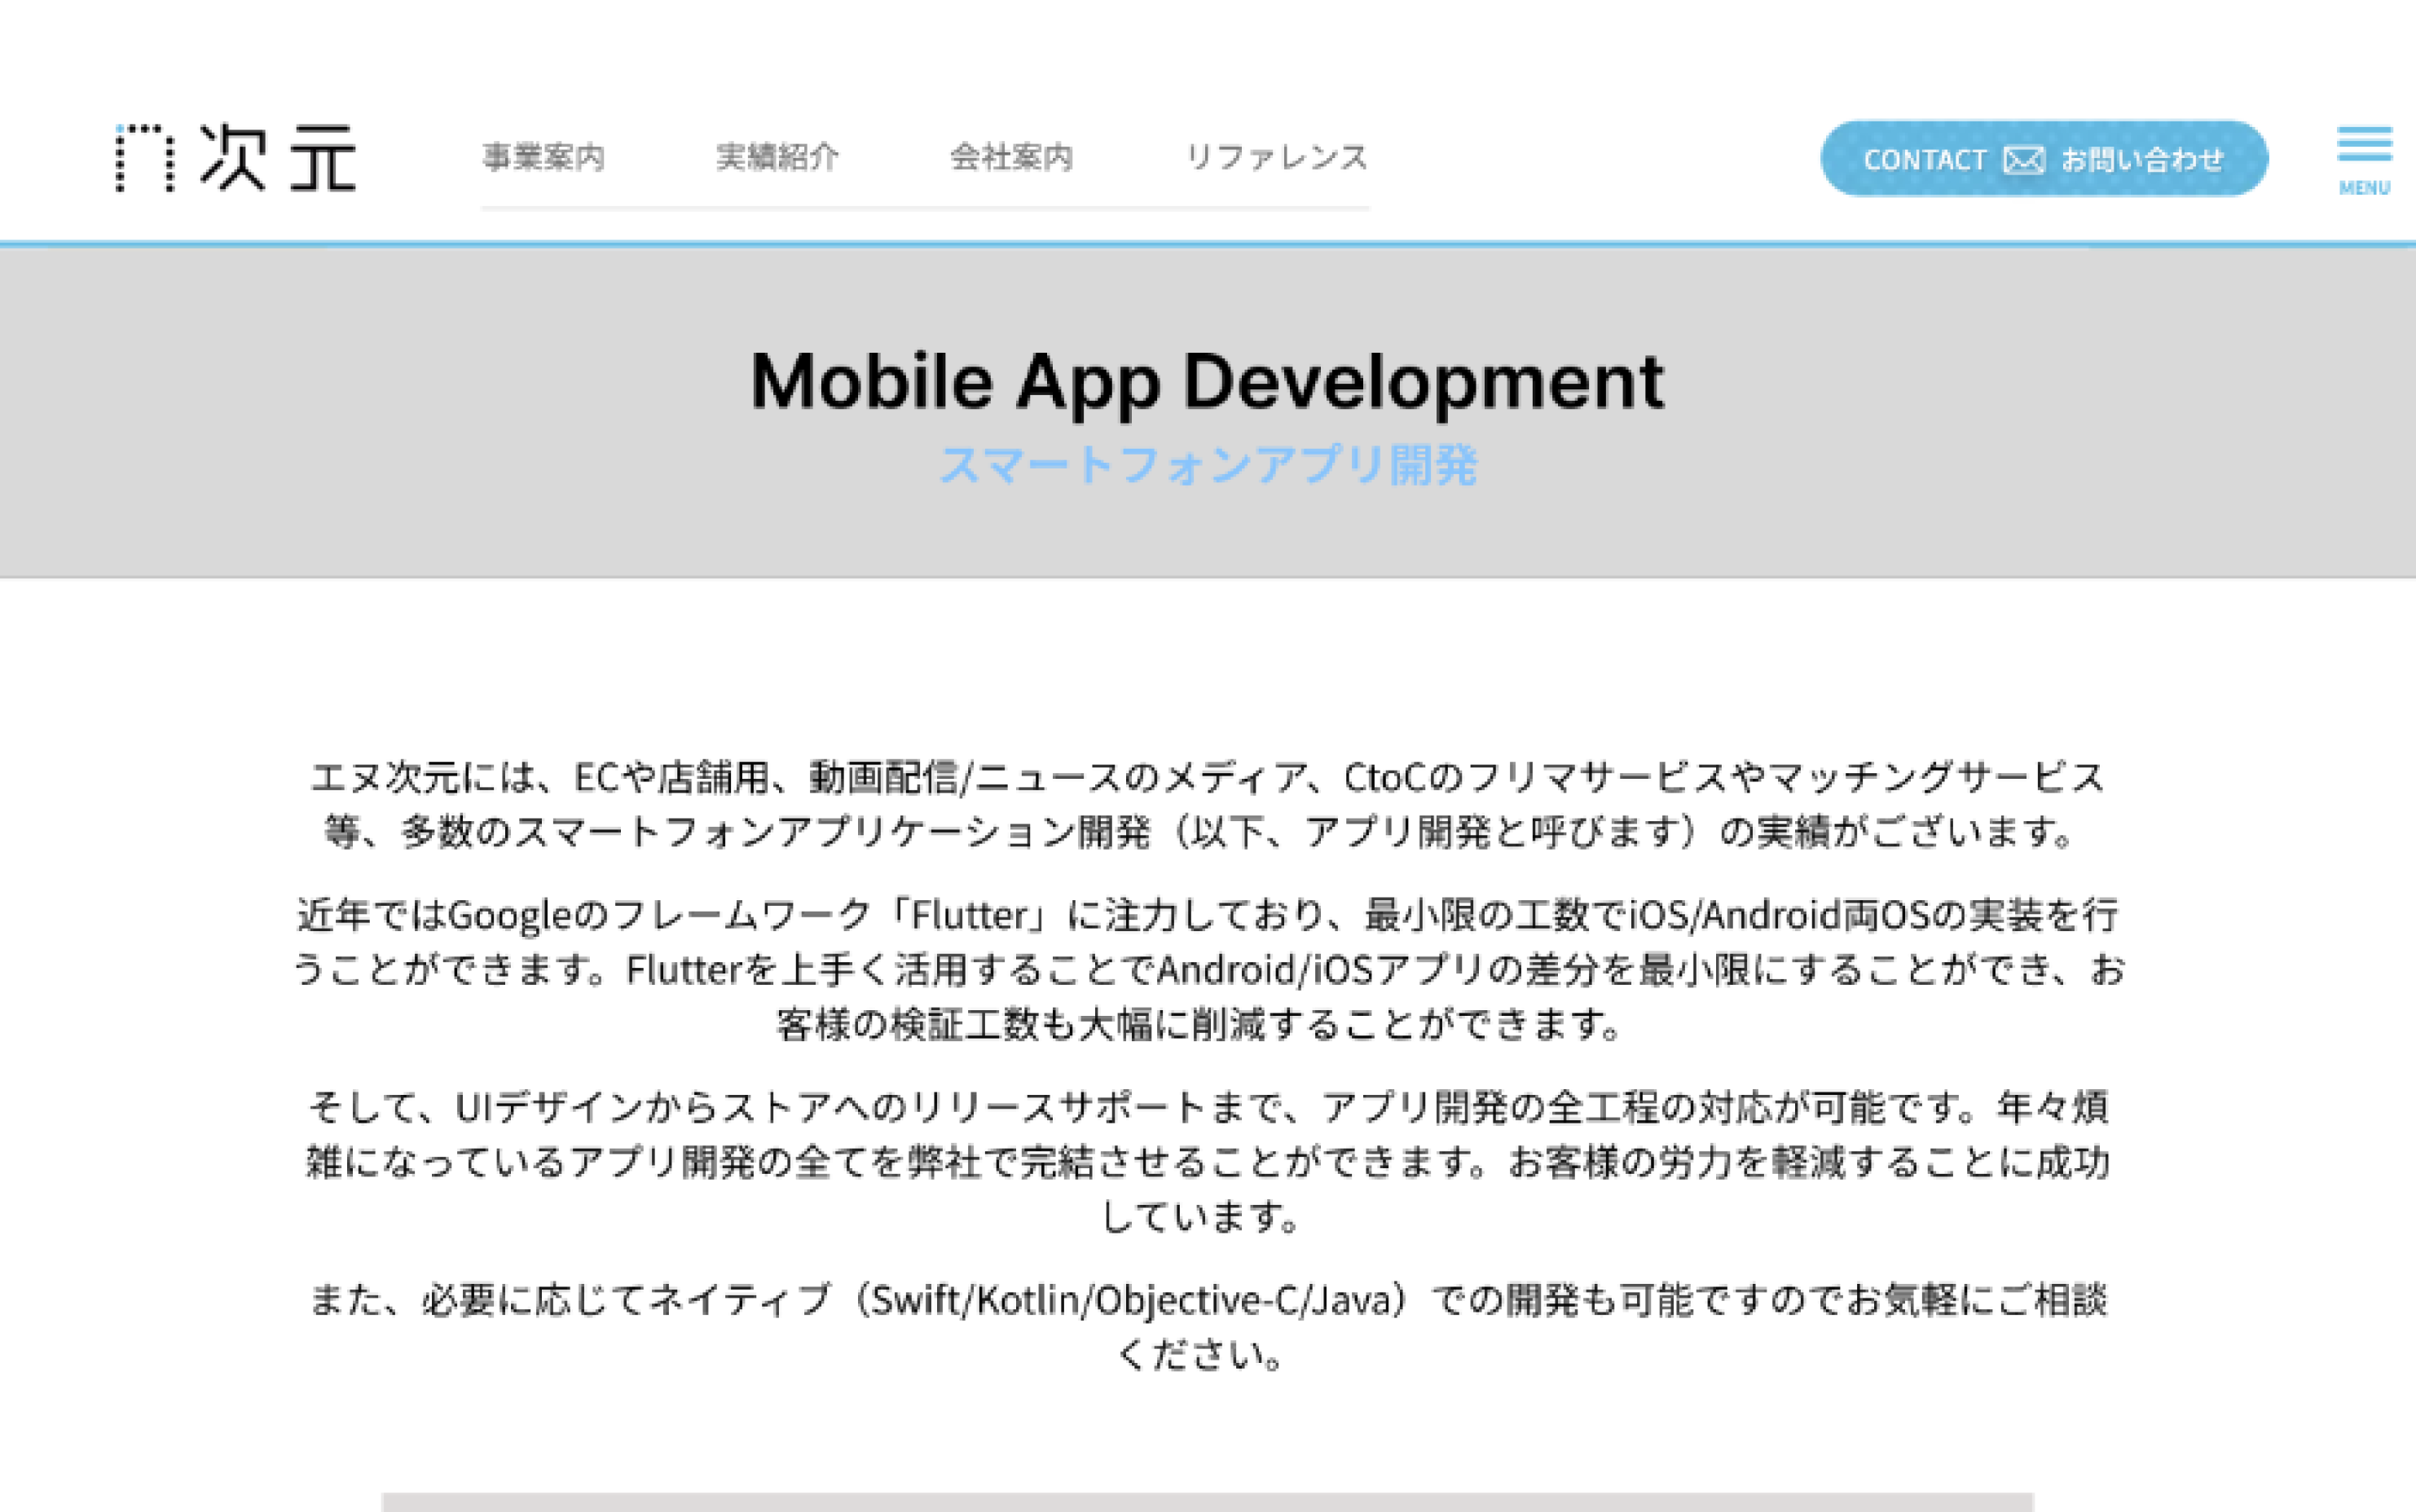 n次元
事業案内 実績紹介 会社案内 リファレンス
CONTACT お問い合わせ
MENU
Mobile App Development
スマートフォンアプリ開発
エヌ次元には、ECや店舗用、動画配信/ニュースのメディア、CtoCのフリマサービスやマッチングサービス
等、多数のスマートフォンアプリケーション開発（以下、アプリ開発と呼びます）の実績がございます。
近年ではGoogleのフレームワーク「Flutter」に注力しており、最小限の工数でiOS/Android両OSの実装を行
うことができます。Flutterを上手く活用することでAndroid/iOSアプリの差分を最小限にすることができ、お
客様の検証工数も大幅に削減することができます。
そして、UIデザインからストアへのリリースサポートまで、アプリ開発の全工程の対応が可能です。年々煩
雑になっているアプリ開発の全てを弊社で完結させることができます。お客様の労力を軽減することに成功
しています。
また、必要に応じてネイティブ（Swift/Kotlin/Objective-C/Java）での開発も可能ですのでお気軽にご相談
ください。